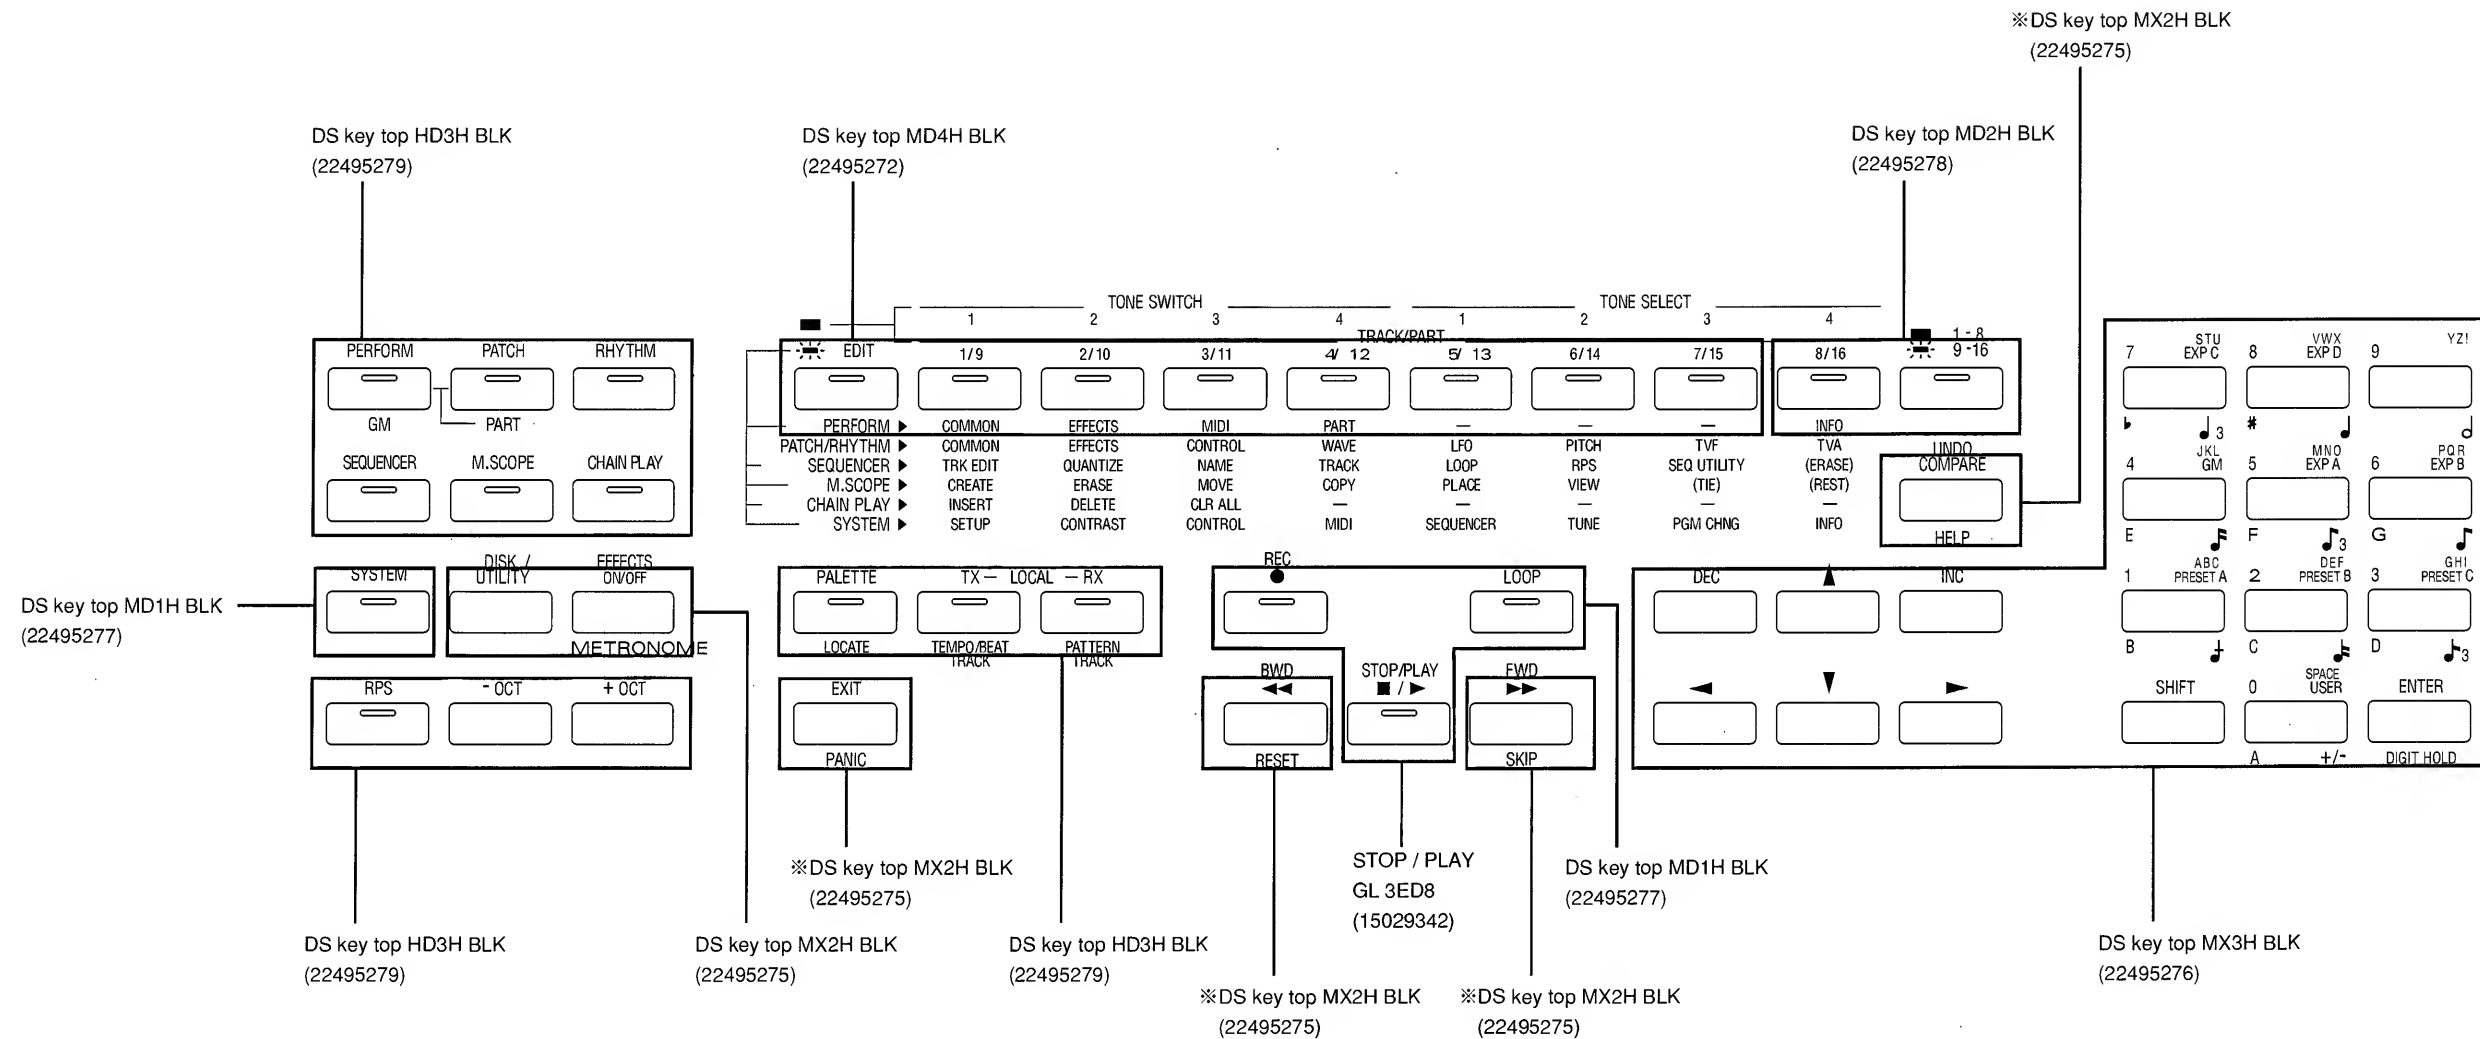 ※DS key top MX2H BLK
(22495275)
DS key top HD3H BLK
(22495279)
DS key top MD4H BLK
(22495272)
DS key top MD2H BLK
(22495278)
TONE SWITCH
TONE SELECT
1 2 3 4 1 2 3 4
TRACK/PART
1 - 8
9 -16
PERFORM PATCH RHYTHM
EDIT 1/9 2/10 3/11 4/ 12 5/ 13 6/14 7/15 8/16
GM PART
PERFORM ▶ COMMON EFFECTS MIDI PART — — — INFO
PATCH/RHYTHM ▶ COMMON EFFECTS CONTROL WAVE LFO PITCH TVF TVA
SEQUENCER ▶ TRK EDIT QUANTIZE NAME TRACK LOOP RPS SEQ UTILITY (ERASE)
M.SCOPE ▶ CREATE ERASE MOVE COPY PLACE VIEW (TIE) (REST)
CHAIN PLAY ▶ INSERT DELETE CLR ALL — — — — —
SYSTEM ▶ SETUP CONTRAST CONTROL MIDI SEQUENCER TUNE PGM CHNG INFO
SEQUENCER M.SCOPE CHAIN PLAY
UNDO
COMPARE
HELP
STU VWX YZ!
7 EXP C 8 EXP D 9
♭ 3 #
JKL MNO PQR
4 GM 5 EXP A 6 EXP B
E F 3 G
ABC DEF GHI
1 PRESET A 2 PRESET B 3 PRESET C
B C D 3
SPACE
SHIFT 0 USER ENTER
A +/- DIGIT HOLD
SYSTEM
DISK /
UTILITY
EFFECTS
ON/OFF
METRONOME
DS key top MD1H BLK
(22495277)
PALETTE TX — LOCAL — RX
LOCATE TEMPO/BEAT PATTERN
TRACK TRACK
REC
●
LOOP
DEC ▲ INC
◀ ▼ ▶
RPS - OCT + OCT
EXIT
PANIC
BWD
◀◀
RESET
STOP/PLAY
■ / ▶
FWD
▶▶
SKIP
※DS key top MX2H BLK
(22495275)
STOP / PLAY
GL 3ED8
(15029342)
DS key top MD1H BLK
(22495277)
DS key top HD3H BLK
(22495279)
DS key top MX2H BLK
(22495275)
DS key top HD3H BLK
(22495279)
DS key top MX3H BLK
(22495276)
※DS key top MX2H BLK
(22495275)
※DS key top MX2H BLK
(22495275)